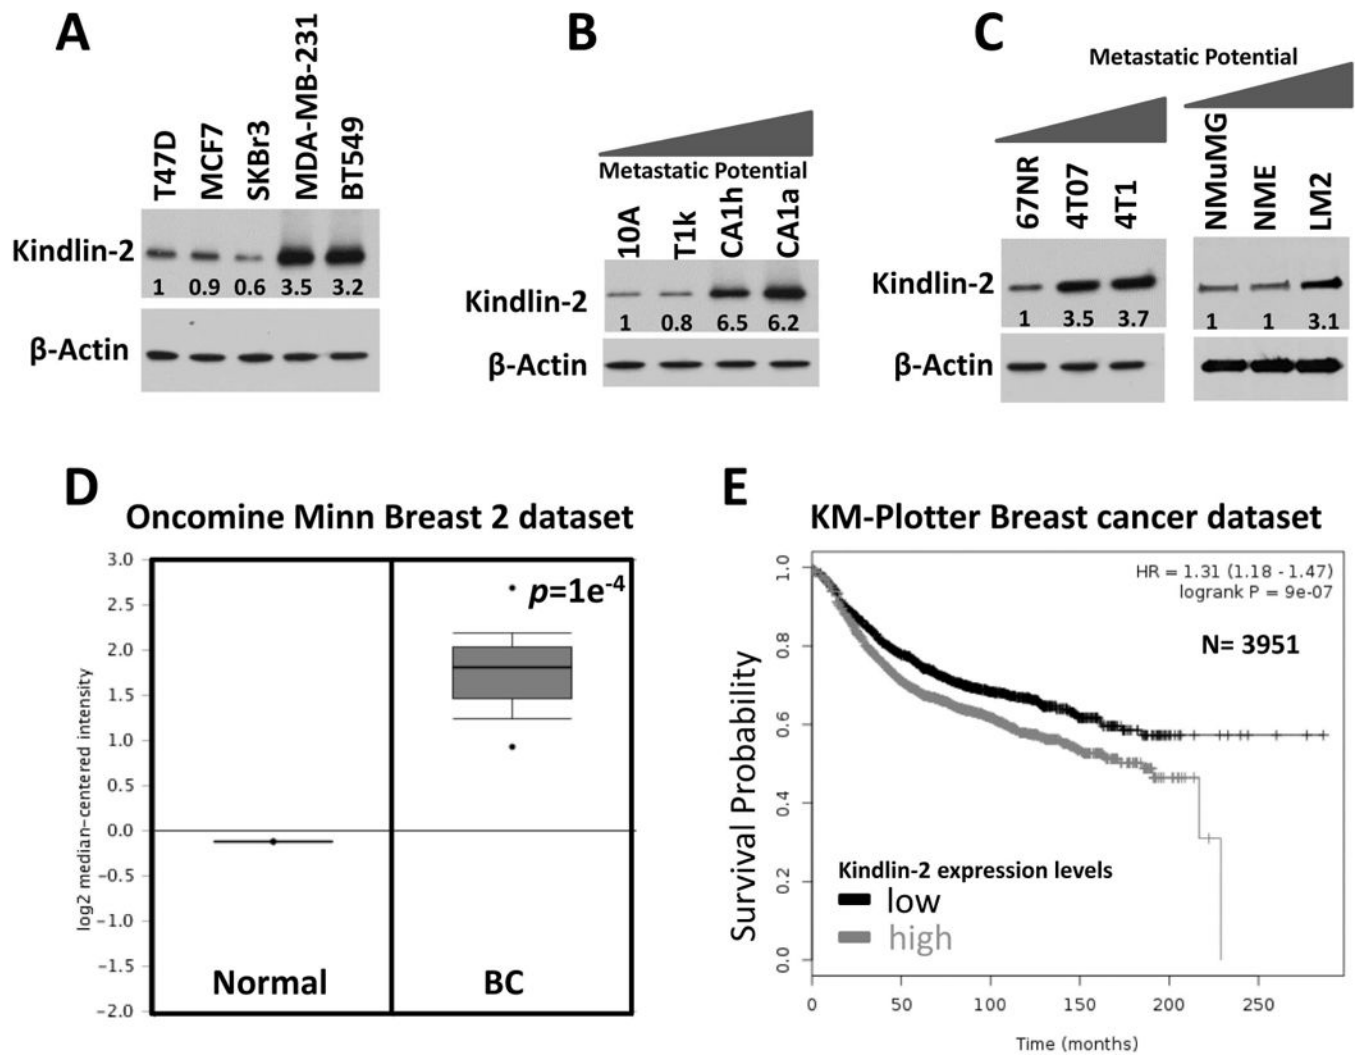 A
T47D
MCF7
SKBr3
MDA-MB-231
BT549
Kindlin-2
1 0.9 0.6 3.5 3.2
β-Actin
B
Metastatic Potential
10A
T1k
CA1h
CA1a
Kindlin-2
1 0.8 6.5 6.2
β-Actin
C
Metastatic Potential
67NR
4T07
4T1
NMuMG
NME
LM2
Kindlin-2
1 3.5 3.7 1 1 3.1
β-Actin
D
Oncomine Minn Breast 2 dataset
log2 median-centered intensity
3.0
2.5
2.0
1.5
1.0
0.5
0.0
−0.5
−1.0
−1.5
−2.0
p=1e-4
Normal BC
E
KM-Plotter Breast cancer dataset
HR = 1.31 (1.18 - 1.47)
logrank P = 9e-07
N= 3951
Survival Probability
1.0
0.8
0.6
0.4
0.2
0.0
Kindlin-2 expression levels
low
high
0 50 100 150 200 250
Time (months)